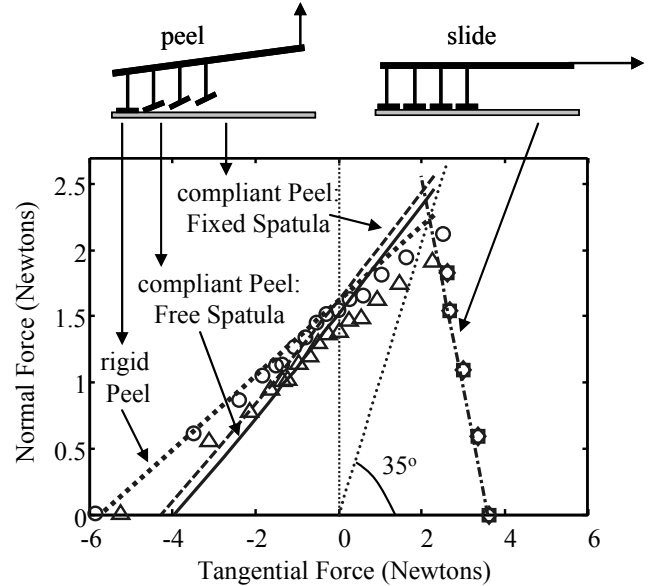 peel
slide
compliant Peel:
Fixed Spatula
compliant Peel:
Free Spatula
rigid
Peel
35º
Normal Force (Newtons)
2.5
2
1.5
1
0.5
0
-6 -4 -2 0 2 4 6
Tangential Force (Newtons)